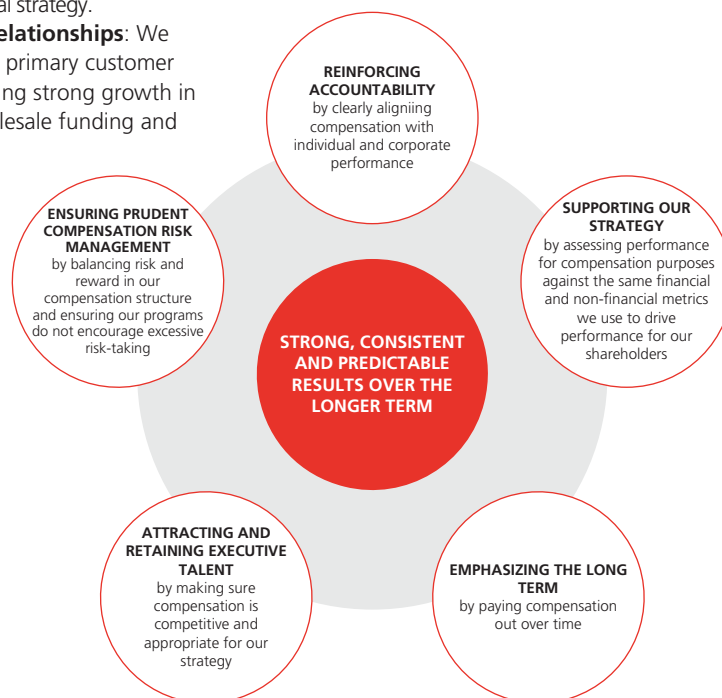 al strategy.
elationships: We
primary customer
ing strong growth in
lesale funding and
REINFORCING
ACCOUNTABILITY
by clearly aligniing
compensation with
individual and corporate
performance
ENSURING PRUDENT
COMPENSATION RISK
MANAGEMENT
by balancing risk and
reward in our
compensation structure
and ensuring our programs
do not encourage excessive
risk-taking
SUPPORTING OUR
STRATEGY
by assessing performance
for compensation purposes
against the same financial
and non-financial metrics
we use to drive
performance for our
shareholders
STRONG, CONSISTENT
AND PREDICTABLE
RESULTS OVER THE
LONGER TERM
ATTRACTING AND
RETAINING EXECUTIVE
TALENT
by making sure
compensation is
competitive and
appropriate for our
strategy
EMPHASIZING THE LONG
TERM
by paying compensation
out over time